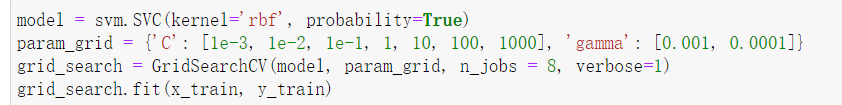 model = svm.SVC(kernel='rbf', probability=True)
param_grid = {'C': [1e-3, 1e-2, 1e-1, 1, 10, 100, 1000], 'gamma': [0.001, 0.0001]}
grid_search = GridSearchCV(model, param_grid, n_jobs = 8, verbose=1)
grid_search.fit(x_train, y_train)